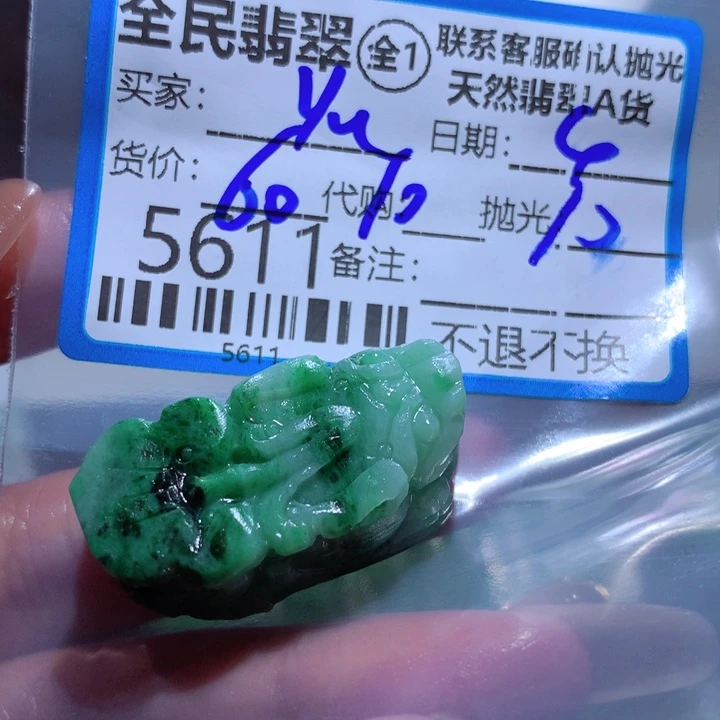 全民翡翠 全1 联系客服确认抛光
天然翡翠A货
买家： Yu 日期：
货价： 60 代购 10 抛光
5611 备注：
5611
不退不换